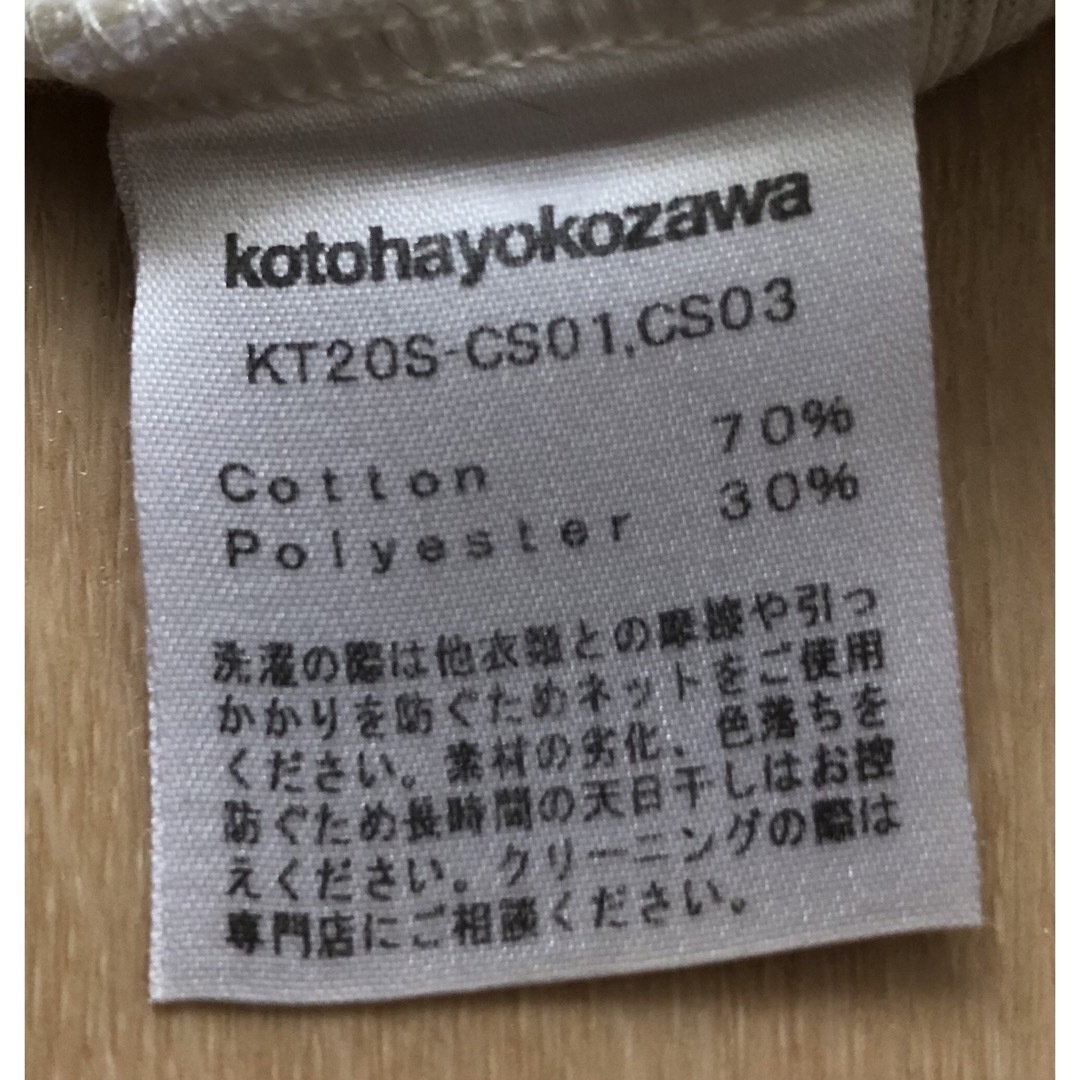 kotohayokozawa
KT20S-CS01,CS03
Cotton 70%
Polyester 30%
洗濯の際は他衣類との摩擦や引っ
かかりを防ぐためネットをご使用
ください。素材の劣化、色落ちを
防ぐため長時間の天日干しはお控
えください。クリーニングの際は
専門店にご相談ください。